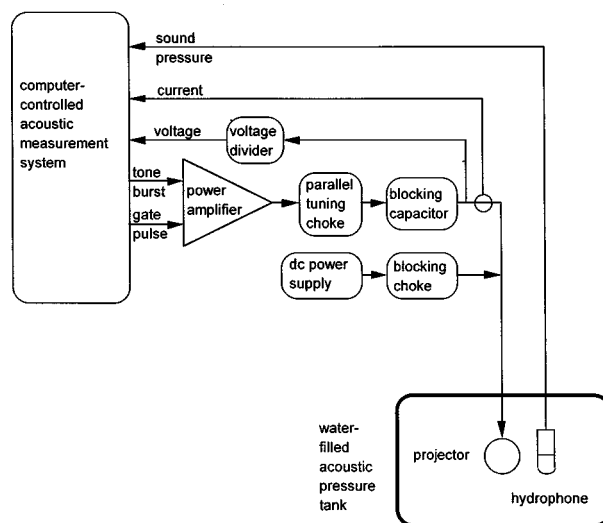 sound
pressure
computer-
controlled
acoustic
measurement
system
current
voltage
voltage
divider
tone
burst
gate
pulse
power
amplifier
parallel
tuning
choke
blocking
capacitor
dc power
supply
blocking
choke
water-
filled
acoustic
pressure
tank
projector
hydrophone